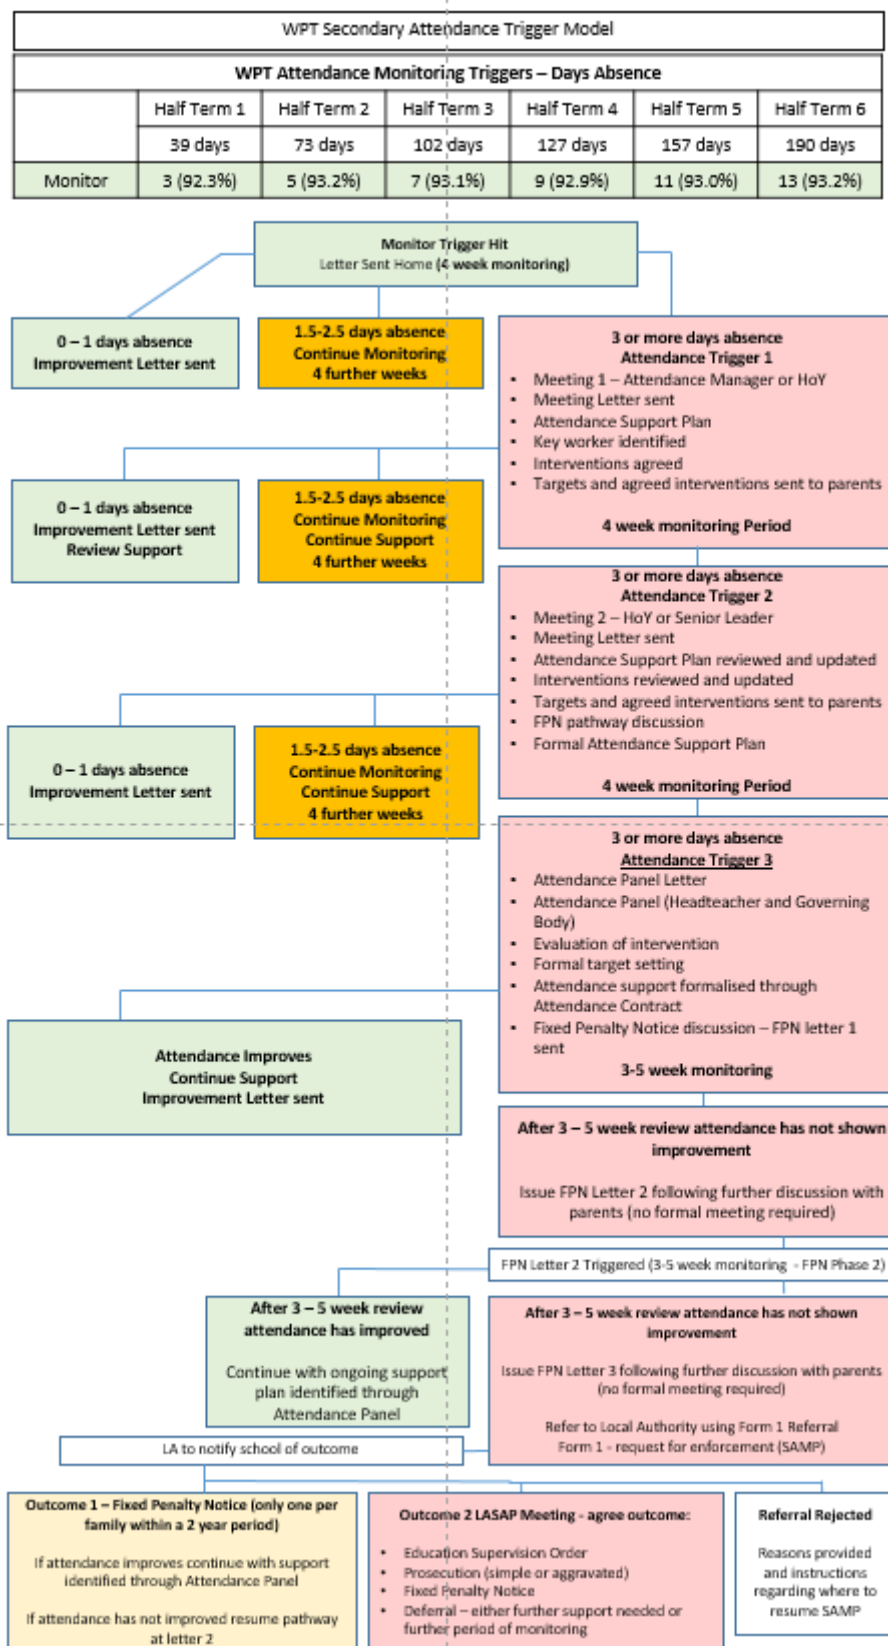 WPT Secondary Attendance Trigger Model
WPT Attendance Monitoring Triggers – Days Absence
Half Term 1 Half Term 2 Half Term 3 Half Term 4 Half Term 5 Half Term 6
39 days 73 days 102 days 127 days 157 days 190 days
Monitor 3 (92.3%) 5 (93.2%) 7 (93.1%) 9 (92.9%) 11 (93.0%) 13 (93.2%)
Monitor Trigger Hit
Letter Sent Home (4 week monitoring)
0 – 1 days absence
Improvement Letter sent
1.5-2.5 days absence
Continue Monitoring
4 further weeks
3 or more days absence
Attendance Trigger 1
▪ Meeting 1 – Attendance Manager or HoY
▪ Meeting Letter sent
▪ Attendance Support Plan
▪ Key worker identified
▪ Interventions agreed
▪ Targets and agreed interventions sent to parents
4 week monitoring Period
0 – 1 days absence
Improvement Letter sent
Review Support
1.5-2.5 days absence
Continue Monitoring
Continue Support
4 further weeks
3 or more days absence
Attendance Trigger 2
▪ Meeting 2 – HoY or Senior Leader
▪ Meeting Letter sent
▪ Attendance Support Plan reviewed and updated
▪ Interventions reviewed and updated
▪ Targets and agreed interventions sent to parents
▪ FPN pathway discussion
▪ Formal Attendance Support Plan
4 week monitoring Period
0 – 1 days absence
Improvement Letter sent
1.5-2.5 days absence
Continue Monitoring
Continue Support
4 further weeks
3 or more days absence
Attendance Trigger 3
▪ Attendance Panel Letter
▪ Attendance Panel (Headteacher and Governing
Body)
▪ Evaluation of intervention
▪ Formal target setting
▪ Attendance support formalised through
Attendance Contract
▪ Fixed Penalty Notice discussion – FPN letter 1
sent
3-5 week monitoring
Attendance Improves
Continue Support
Improvement Letter sent
After 3 – 5 week review attendance has not shown
improvement
Issue FPN Letter 2 following further discussion with
parents (no formal meeting required)
FPN Letter 2 Triggered (3-5 week monitoring - FPN Phase 2)
After 3 – 5 week review
attendance has improved
Continue with ongoing support
plan identified through
Attendance Panel
After 3 – 5 week review attendance has not shown
improvement
Issue FPN Letter 3 following further discussion with parents
(no formal meeting required)
Refer to Local Authority using Form 1 Referral
Form 1 - request for enforcement (SAMP)
LA to notify school of outcome
Outcome 1 – Fixed Penalty Notice (only one per
family within a 2 year period)
If attendance improves continue with support
identified through Attendance Panel
If attendance has not improved resume pathway
at letter 2
Outcome 2 LASAP Meeting - agree outcome:
• Education Supervision Order
• Prosecution (simple or aggravated)
• Fixed Penalty Notice
• Deferral – either further support needed or
further period of monitoring
Referral Rejected
Reasons provided
and instructions
regarding where to
resume SAMP